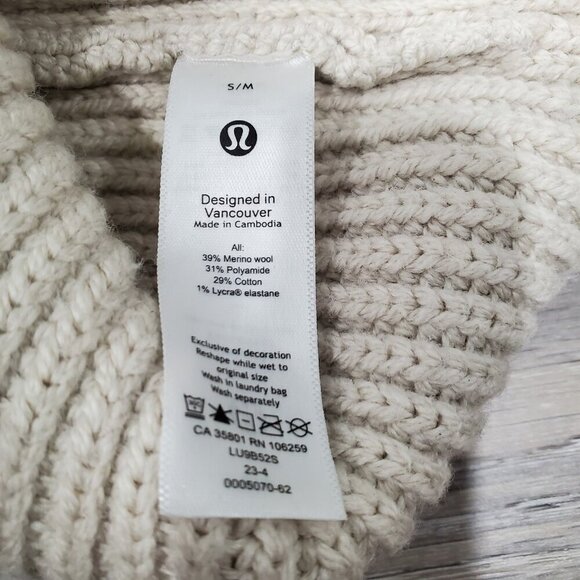 S/M
Designed in
Vancouver
Made in Cambodia
All:
39% Merino wool
31% Polyamide
29% Cotton
1% Lycra® elastane
Exclusive of decoration
Reshape while wet to
original size
Wash in laundry bag
Wash separately
CA 35801 RN 106259
LU9B52S
23-4
0005070-62